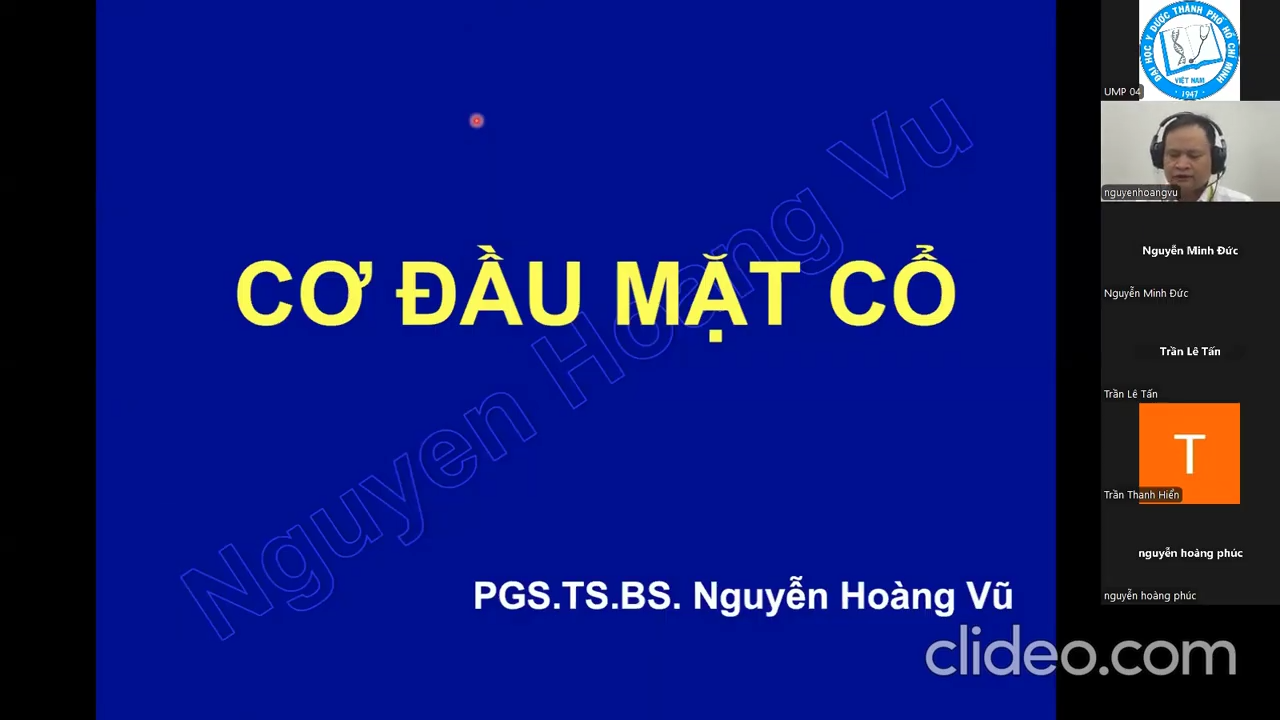 Nguyen Hoang Vu
CƠ ĐẦU MẶT CỔ
PGS.TS.BS. Nguyễn Hoàng Vũ
clideo.com
ĐẠI HỌC Y DƯỢC THÀNH PHỐ HỒ CHÍ MINH
VIỆT NAM
1947
UMP 04
nguyenhoangvu
Nguyễn Minh Đức
Nguyễn Minh Đức
Trần Lê Tấn
Trần Lê Tấn
T
Trần Thanh Hiển
nguyễn hoàng phúc
nguyễn hoàng phúc